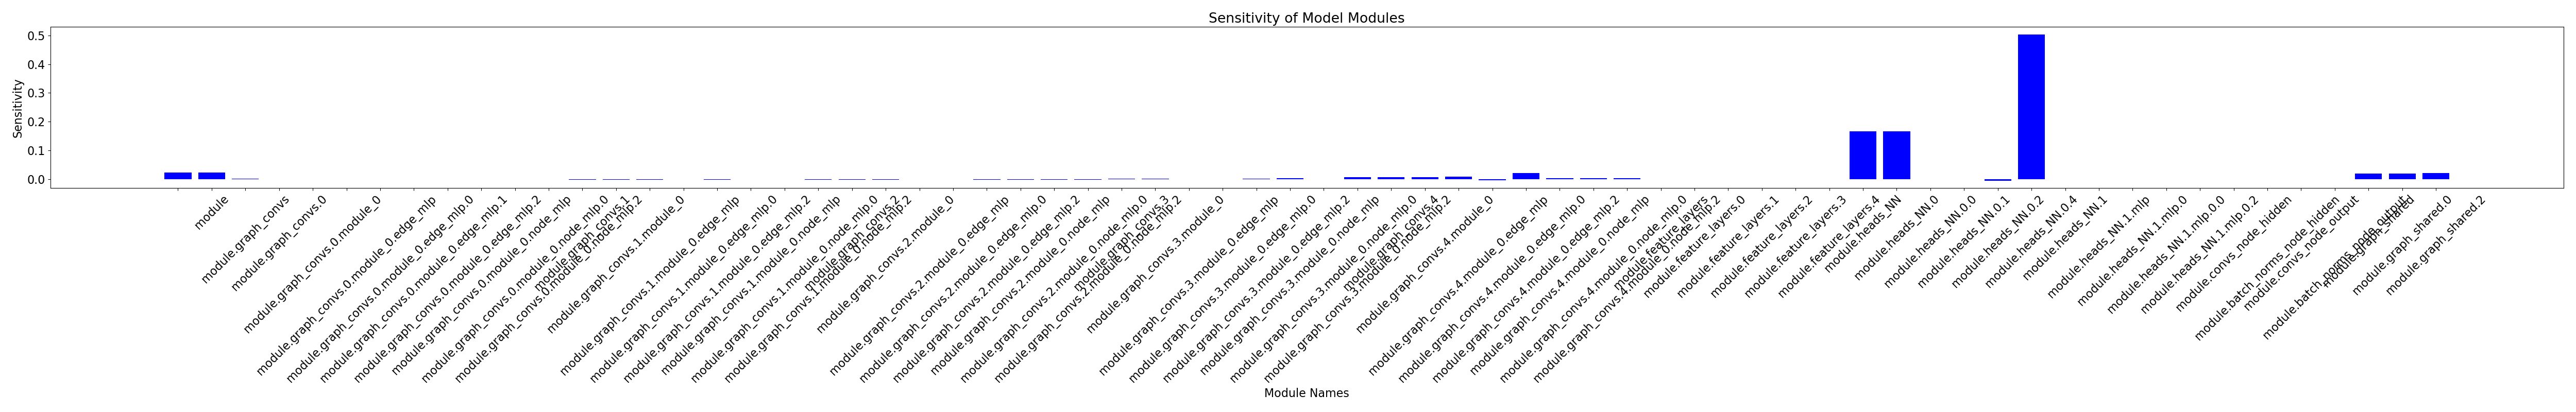 Sensitivity of Model Modules
Sensitivity
0.5
0.4
0.3
0.2
0.1
0.0
module
module.graph_convs
module.graph_convs.0
module.graph_convs.0.module_0
module.graph_convs.0.module_0.edge_mlp
module.graph_convs.0.module_0.edge_mlp.0
module.graph_convs.0.module_0.edge_mlp.1
module.graph_convs.0.module_0.edge_mlp.2
module.graph_convs.0.module_0.node_mlp
module.graph_convs.0.module_0.node_mlp.0
module.graph_convs.0.module_0.node_mlp.2
module.graph_convs.1
module.graph_convs.1.module_0
module.graph_convs.1.module_0.edge_mlp
module.graph_convs.1.module_0.edge_mlp.0
module.graph_convs.1.module_0.edge_mlp.2
module.graph_convs.1.module_0.node_mlp
module.graph_convs.1.module_0.node_mlp.0
module.graph_convs.1.module_0.node_mlp.2
module.graph_convs.2
module.graph_convs.2.module_0
module.graph_convs.2.module_0.edge_mlp
module.graph_convs.2.module_0.edge_mlp.0
module.graph_convs.2.module_0.edge_mlp.2
module.graph_convs.2.module_0.node_mlp
module.graph_convs.2.module_0.node_mlp.0
module.graph_convs.2.module_0.node_mlp.2
module.graph_convs.3
module.graph_convs.3.module_0
module.graph_convs.3.module_0.edge_mlp
module.graph_convs.3.module_0.edge_mlp.0
module.graph_convs.3.module_0.edge_mlp.2
module.graph_convs.3.module_0.node_mlp
module.graph_convs.3.module_0.node_mlp.0
module.graph_convs.3.module_0.node_mlp.2
module.graph_convs.4
module.graph_convs.4.module_0
module.graph_convs.4.module_0.edge_mlp
module.graph_convs.4.module_0.edge_mlp.0
module.graph_convs.4.module_0.edge_mlp.2
module.graph_convs.4.module_0.node_mlp
module.graph_convs.4.module_0.node_mlp.0
module.graph_convs.4.module_0.node_mlp.2
module.feature_layers
module.feature_layers.0
module.feature_layers.1
module.feature_layers.2
module.feature_layers.3
module.feature_layers.4
module.heads_NN
module.heads_NN.0
module.heads_NN.0.0
module.heads_NN.0.1
module.heads_NN.0.2
module.heads_NN.0.4
module.heads_NN.1
module.heads_NN.1.mlp
module.heads_NN.1.mlp.0
module.heads_NN.1.mlp.0.0
module.heads_NN.1.mlp.0.2
module.convs_node_hidden
module.batch_norms_node_hidden
module.convs_node_output
module.batch_norms_node_output
module.graph_shared
module.graph_shared.0
module.graph_shared.2
Module Names